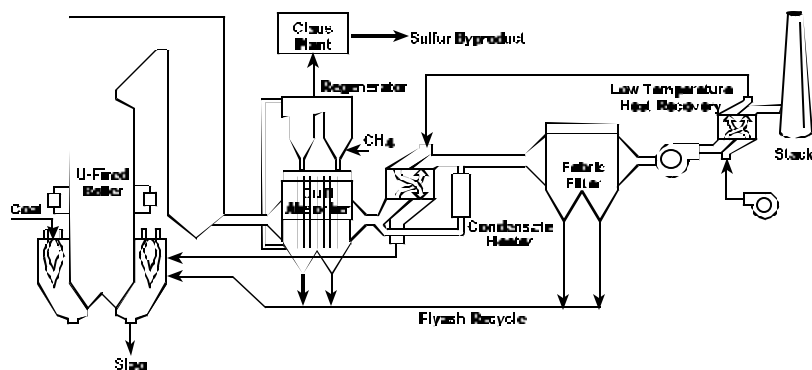 Claus
Plant
Sulfur Byproduct
Regenerator
Low Temperature
Heat Recovery
CH4
Stack
U-Fired
Boiler
Fabric
Filter
Absorber
Coal
Condensate
Heater
Flyash Recycle
Slag